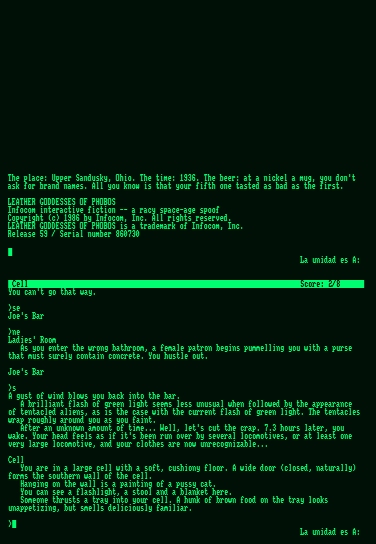 The place: Upper Sandusky, Ohio. The time: 1936. The beer: at a nickel a mug, you don't
ask for brand names. All you know is that your fifth one tasted as bad as the first.
LEATHER GODDESSES OF PHOBOS
Infocom interactive fiction -- a racy space-age spoof
Copyright (c) 1986 by Infocom, Inc. All rights reserved.
LEATHER GODDESSES OF PHOBOS is a trademark of Infocom, Inc.
Release 59 / Serial number 860730
La unidad es A:
Cell Score: 2/8
You can't go that way.
)se
Joe's Bar
)ne
Ladies' Room
As you enter the wrong bathroom, a female patron begins pummelling you with a purse
that must surely contain concrete. You hustle out.
Joe's Bar
)s
A gust of wind blows you back into the bar.
A brilliant flash of green light seems less unusual when followed by the appearance
of tentacled aliens, as is the case with the current flash of green light. The tentacles
wrap roughly around you as you faint.
After an unknown amount of time... Well, let's cut the crap. 7.3 hours later, you
wake. Your head feels as if it's been run over by several locomotives, or at least one
very large locomotive, and your clothes are now unrecognizable...
Cell
You are in a large cell with a soft, cushiony floor. A wide door (closed, naturally)
forms the southern wall of the cell.
Hanging on the wall is a painting of a pussy cat.
You can see a flashlight, a stool and a blanket here.
Someone thrusts a tray into your cell. A hunk of brown food on the tray looks
unappetizing, but smells deliciously familiar.
)
La unidad es A: